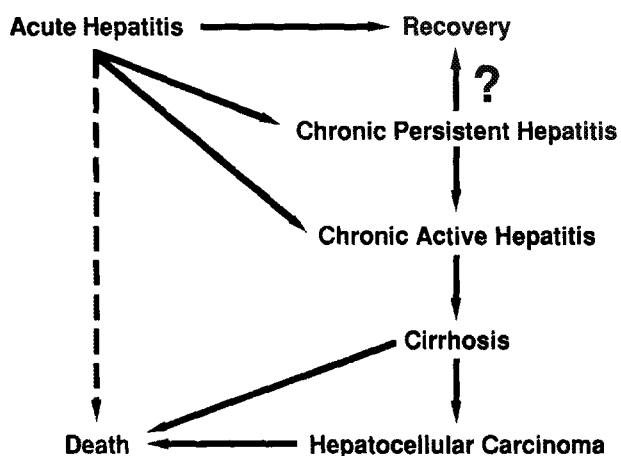 Acute Hepatitis
Recovery
?
Chronic Persistent Hepatitis
Chronic Active Hepatitis
Cirrhosis
Death
Hepatocellular Carcinoma